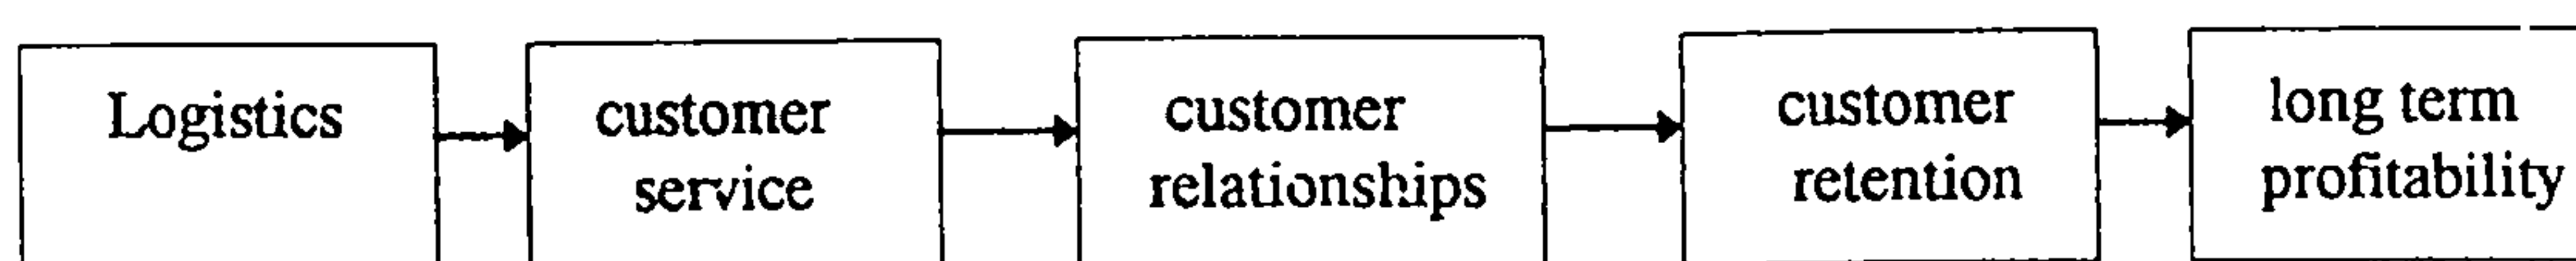 Logistics
customer
service
customer
relationships
customer
retention
long term
profitability